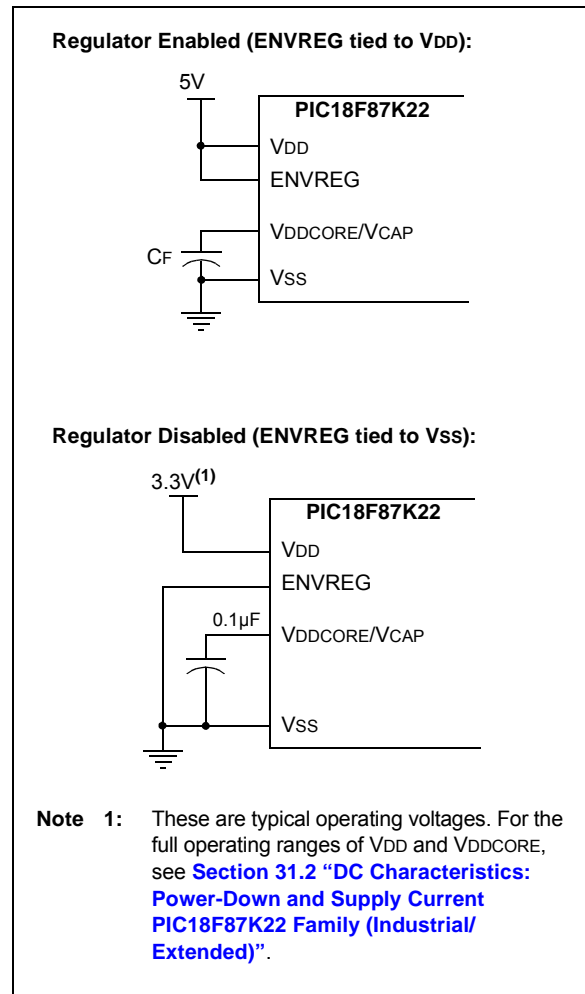 Regulator Enabled (ENVREG tied to VDD):
5V
PIC18F87K22
VDD
ENVREG
VDDCORE/VCAP
CF
VSS
Regulator Disabled (ENVREG tied to VSS):
3.3V(1)
PIC18F87K22
VDD
ENVREG
0.1µF
VDDCORE/VCAP
VSS
Note 1: These are typical operating voltages. For the
full operating ranges of VDD and VDDCORE,
see Section 31.2 “DC Characteristics:
Power-Down and Supply Current
PIC18F87K22 Family (Industrial/
Extended)”.